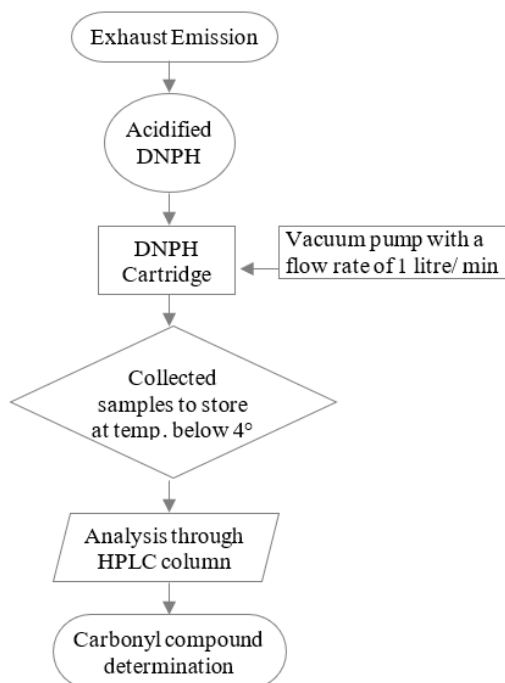 Exhaust Emission
Acidified
DNPH
DNPH
Cartridge
Vacuum pump with a
flow rate of 1 litre/ min
Collected
samples to store
at temp. below 4°
Analysis through
HPLC column
Carbonyl compound
determination